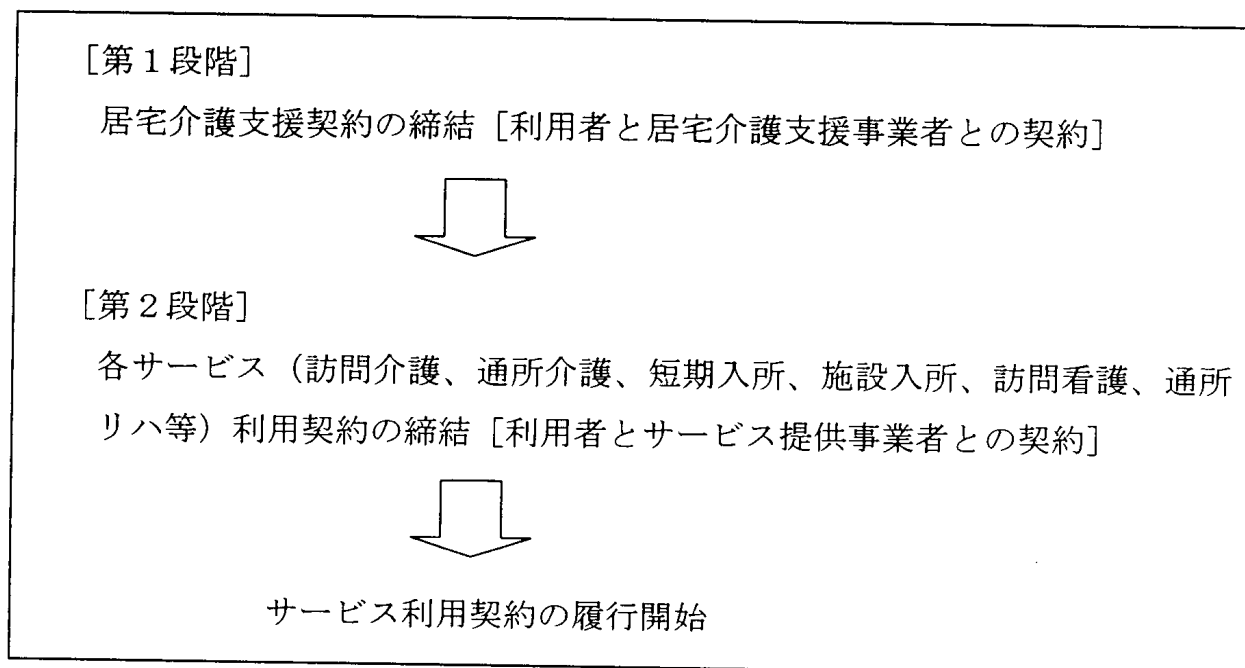 ［第１段階］
居宅介護支援契約の締結［利用者と居宅介護支援事業者との契約］
［第２段階］
各サービス（訪問介護、通所介護、短期入所、施設入所、訪問看護、通所
リハ等）利用契約の締結［利用者とサービス提供事業者との契約］
サービス利用契約の履行開始